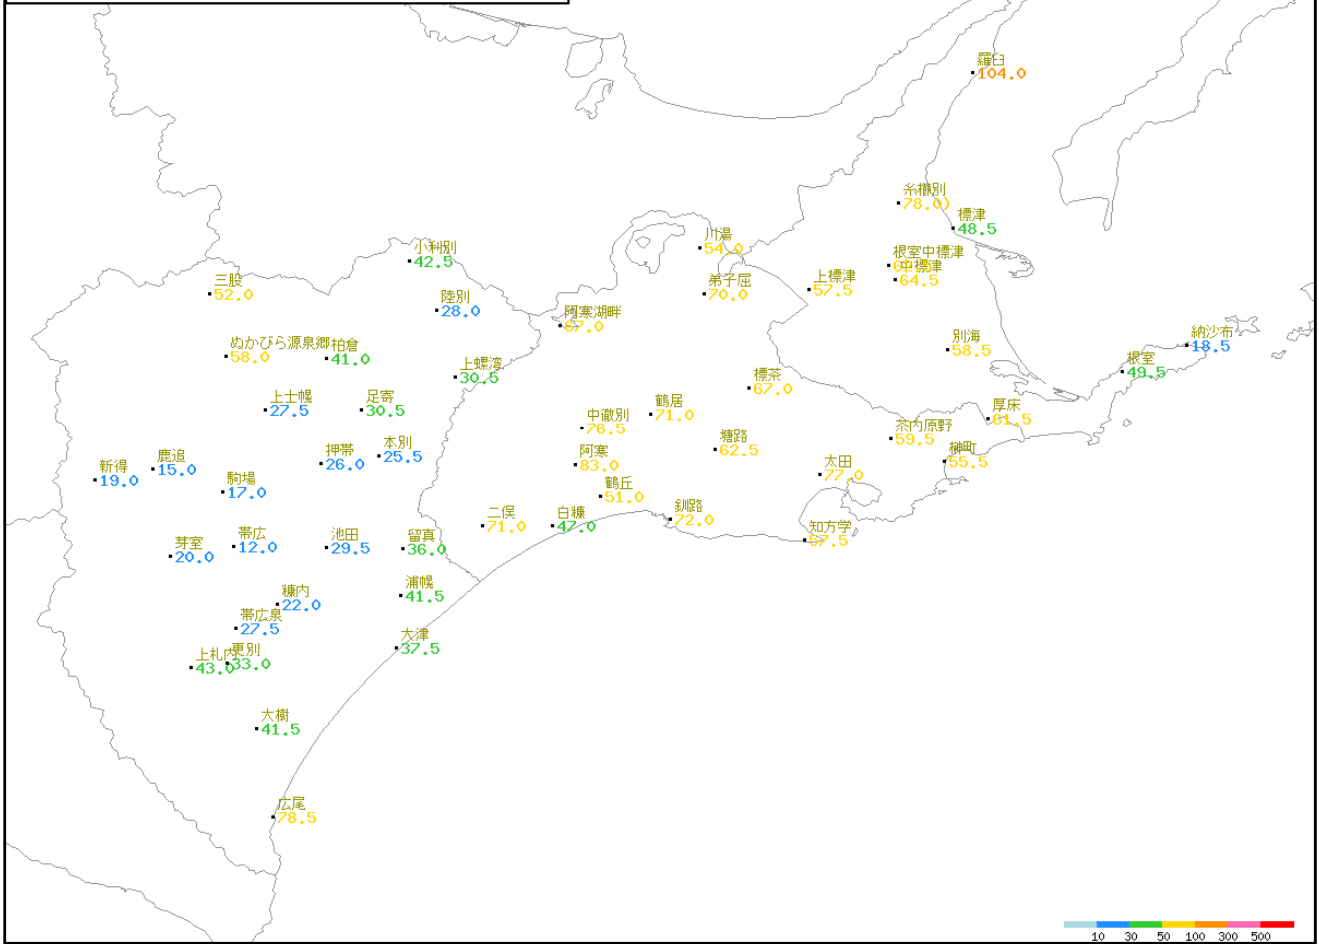 羅臼
104.0
糸櫛別
78.0)
標津
48.5
川湯
54.0
根室中標津
中標津
64.5
小利別
42.5
三股
52.0
弟子屈
70.0
上標津
57.5
陸別
28.0
阿寒湖畔
67.0
納沙布
18.5
別海
58.5
ぬかびら源泉郷
58.0
柏倉
41.0
根室
49.5
上螺湾
30.5
標茶
67.0
上士幌
27.5
足寄
30.5
鶴居
71.0
厚床
61.5
中徹別
76.5
茶内原野
59.5
本別
25.5
塘路
62.5
押帯
26.0
榊町
55.5
鹿追
15.0
阿寒
83.0
太田
77.0
新得
19.0
駒場
17.0
鶴丘
51.0
釧路
72.0
二俣
71.0
白糠
47.0
知方学
57.5
帯広
12.0
池田
29.5
留真
36.0
芽室
20.0
浦幌
41.5
糠内
22.0
帯広泉
27.5
大津
37.5
更別
33.0
上札内
43.0
大樹
41.5
広尾
78.5
10 30 50 100 300 500